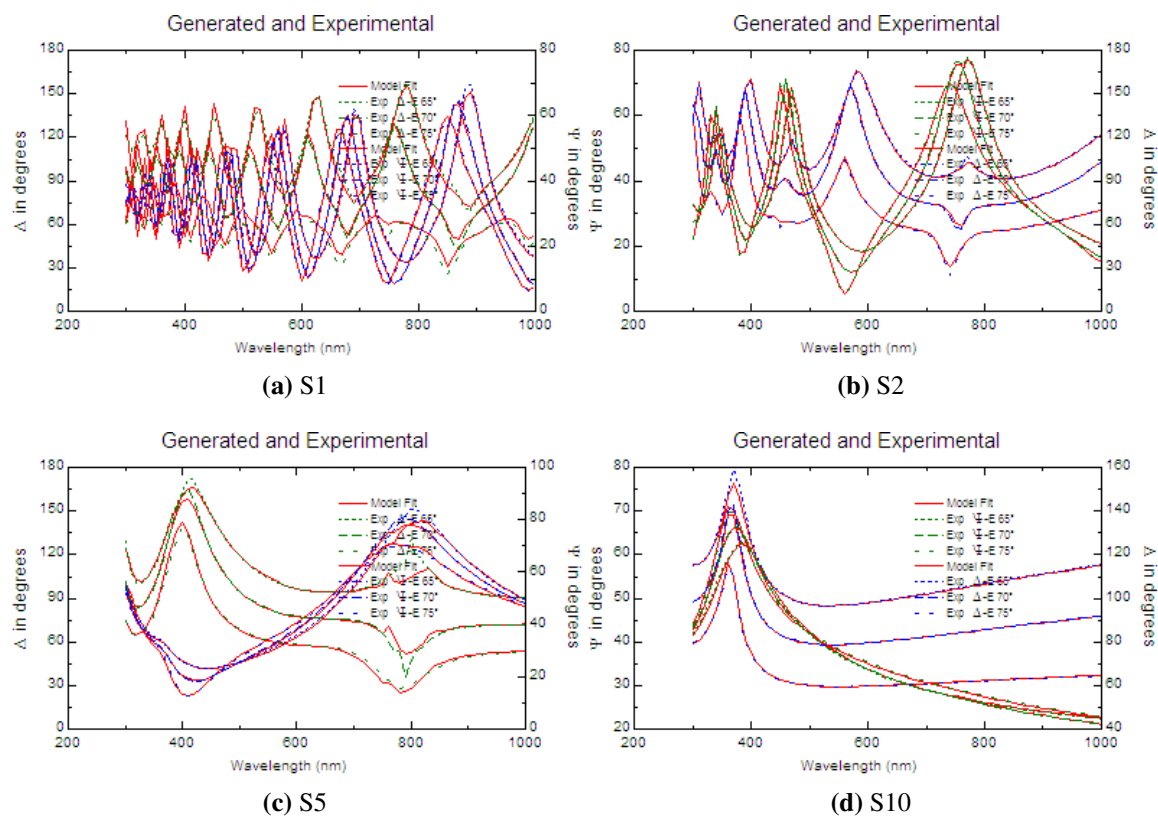 Generated and Experimental
180
150
120
90
60
30
0
Δ in degrees
80
60
40
20
0
Ψ in degrees
Model Fit
Exp Δ-E 65°
Exp Δ-E 70°
Exp Δ-E 75°
Model Fit
Exp Ψ-E 65°
Exp Ψ-E 70°
Exp Ψ-E 75°
200 400 600 800 1000
Wavelength (nm)
(a) S1
Generated and Experimental
80
60
40
20
0
Ψ in degrees
180
150
120
90
60
30
0
Δ in degrees
Model Fit
Exp Ψ-E 65°
Exp Ψ-E 70°
Exp Ψ-E 75°
Model Fit
Exp Δ-E 65°
Exp Δ-E 70°
Exp Δ-E 75°
200 400 600 800 1000
Wavelength (nm)
(b) S2
Generated and Experimental
180
150
120
90
60
30
0
Δ in degrees
100
80
60
40
20
0
Ψ in degrees
Model Fit
Exp Δ-E 65°
Exp Δ-E 70°
Exp Δ-E 75°
Model Fit
Exp Ψ-E 65°
Exp Ψ-E 70°
Exp Ψ-E 75°
200 400 600 800 1000
Wavelength (nm)
(c) S5
Generated and Experimental
80
70
60
50
40
30
20
Ψ in degrees
160
140
120
100
80
60
40
Δ in degrees
Model Fit
Exp Ψ-E 65°
Exp Ψ-E 70°
Exp Ψ-E 75°
Model Fit
Exp Δ-E 65°
Exp Δ-E 70°
Exp Δ-E 75°
200 400 600 800 1000
Wavelength (nm)
(d) S10